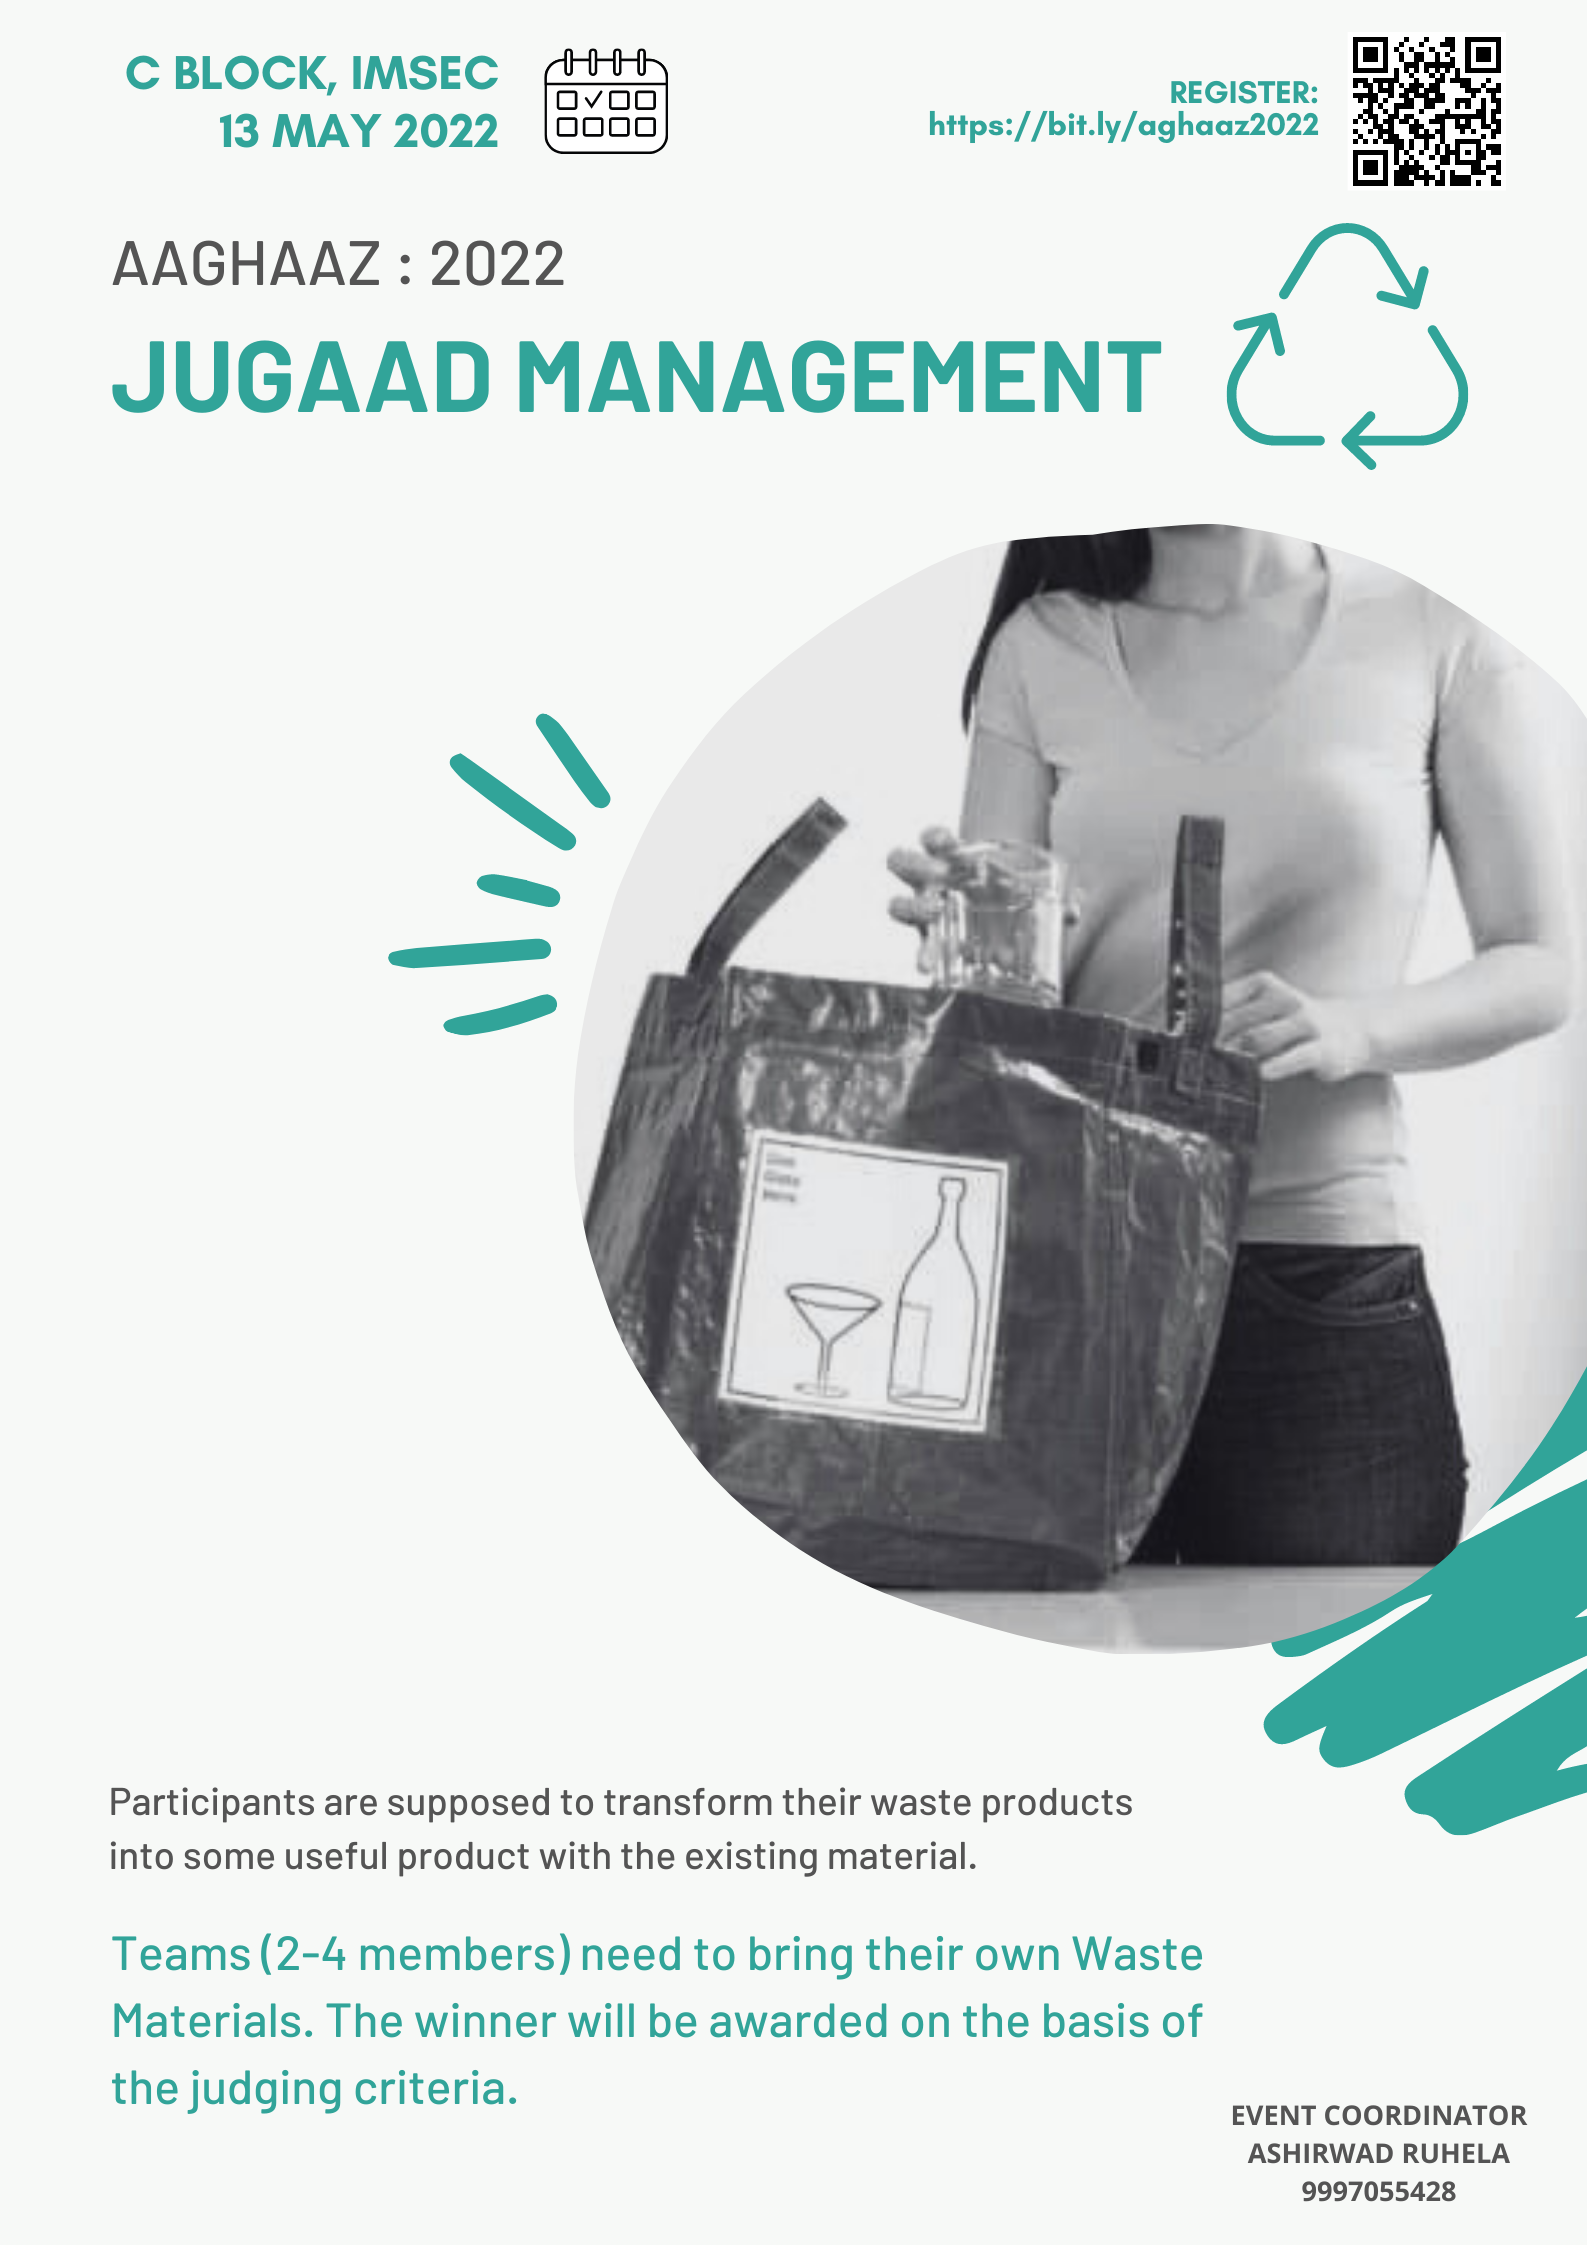 C BLOCK, IMSEC
13 MAY 2022
REGISTER:
https://bit.ly/aghaaz2022
AAGHAAZ : 2022
JUGAAD MANAGEMENT
Participants are supposed to transform their waste products
into some useful product with the existing material.
Teams (2-4 members) need to bring their own Waste
Materials. The winner will be awarded on the basis of
the judging criteria.
EVENT COORDINATOR
ASHIRWAD RUHELA
9997055428